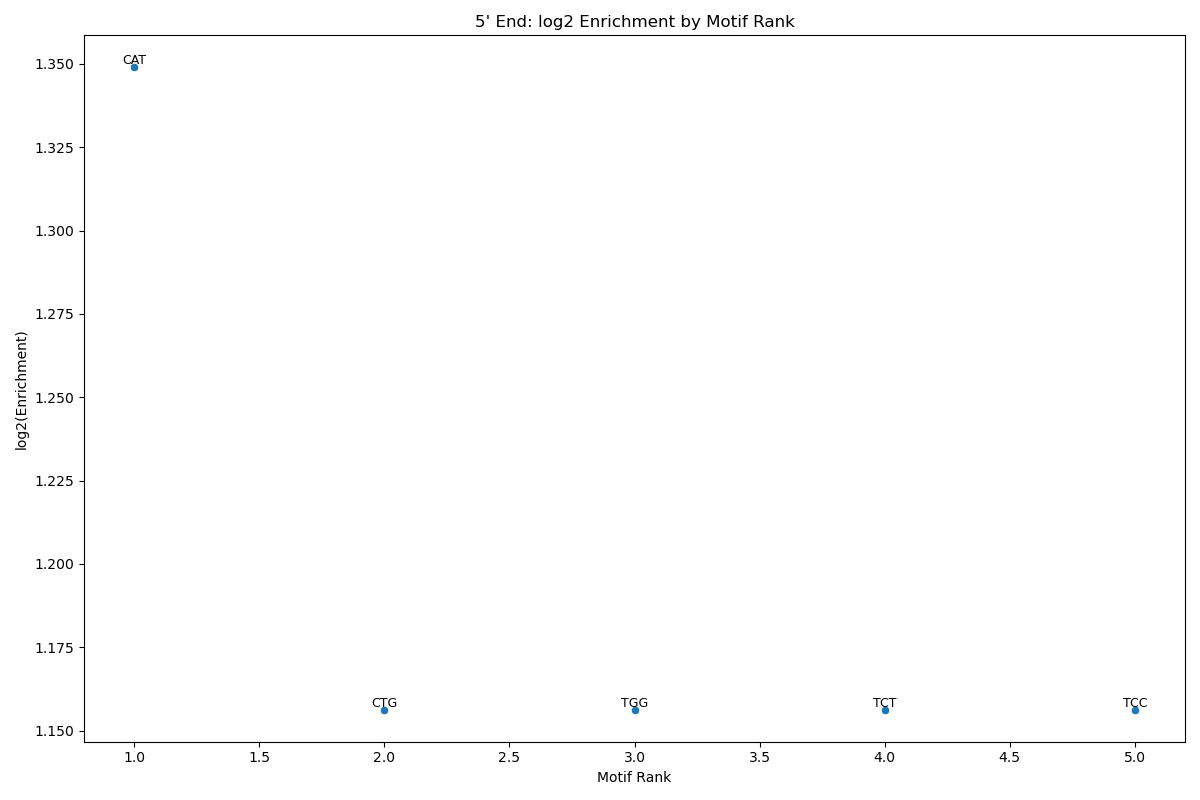 5' End: log2 Enrichment by Motif Rank
1.350
1.325
1.300
1.275
1.250
1.225
1.200
1.175
1.150
log2(Enrichment)
CAT
CTG
TGG
TCT
TCC
1.0
1.5
2.0
2.5
3.0
3.5
4.0
4.5
5.0
Motif Rank